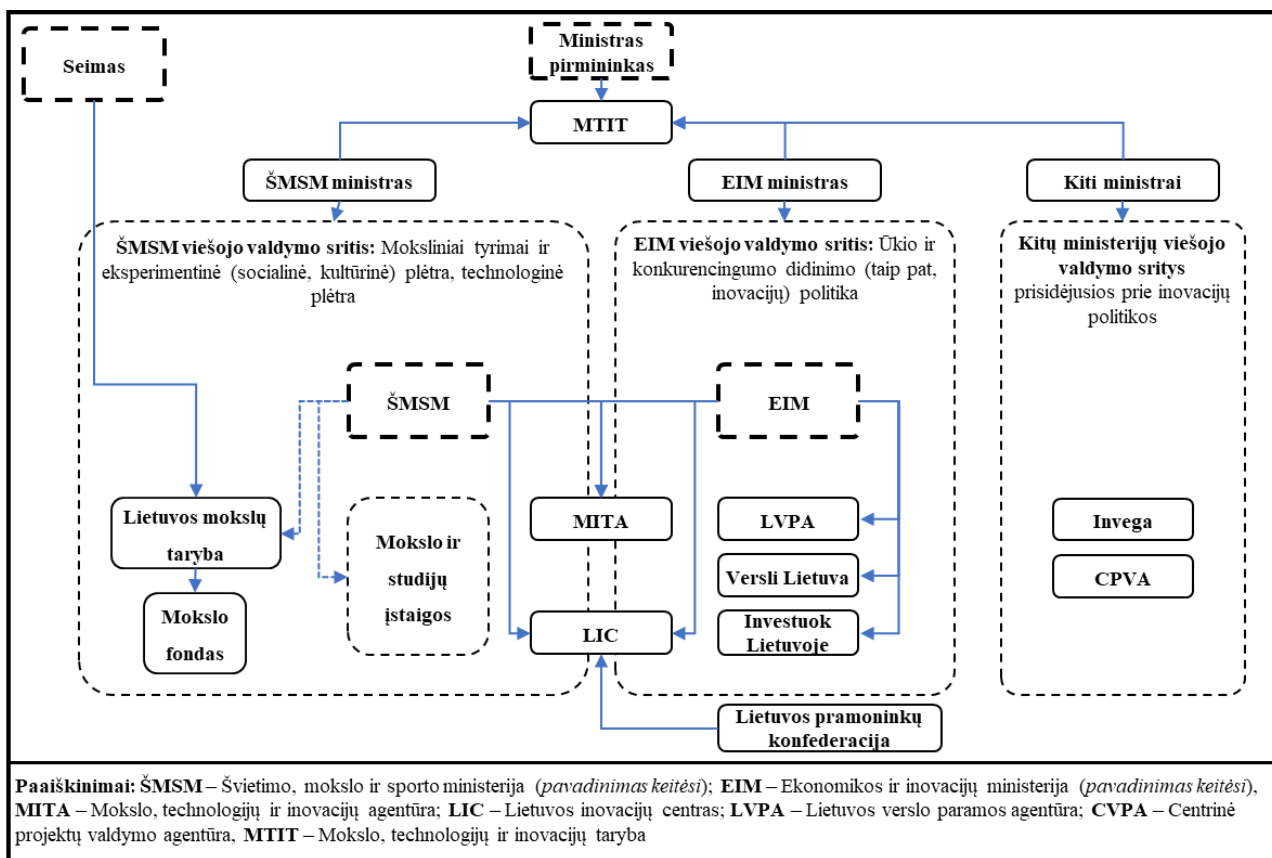 Seimas
Ministras
pirmininkas
MTIT
ŠMSM ministras
EIM ministras
Kiti ministrai
ŠMSM viešojo valdymo sritis: Moksliniai tyrimai ir
eksperimentinė (socialinė, kultūrinė) plėtra, technologinė
plėtra
EIM viešojo valdymo sritis: Ūkio ir
konkurencingumo didinimo (taip pat,
inovacijų) politika
Kitų ministerijų viešojo
valdymo sritys
prisidėjusios prie inovacijų
politikos
ŠMSM
EIM
Lietuvos mokslų
taryba
Mokslo
fondas
Mokslo ir
studijų
įstaigos
MITA
LIC
LVPA
Versli Lietuva
Investuok
Lietuvoje
Invega
CPVA
Lietuvos pramoninkų
konfederacija
Paaiškinimai: ŠMSM – Švietimo, mokslo ir sporto ministerija (pavadinimas keitėsi); EIM – Ekonomikos ir inovacijų ministerija (pavadinimas keitėsi),
MITA – Mokslo, technologijų ir inovacijų agentūra; LIC – Lietuvos inovacijų centras; LVPA – Lietuvos verslo paramos agentūra; CVPA – Centrinė
projektų valdymo agentūra, MTIT – Mokslo, technologijų ir inovacijų taryba